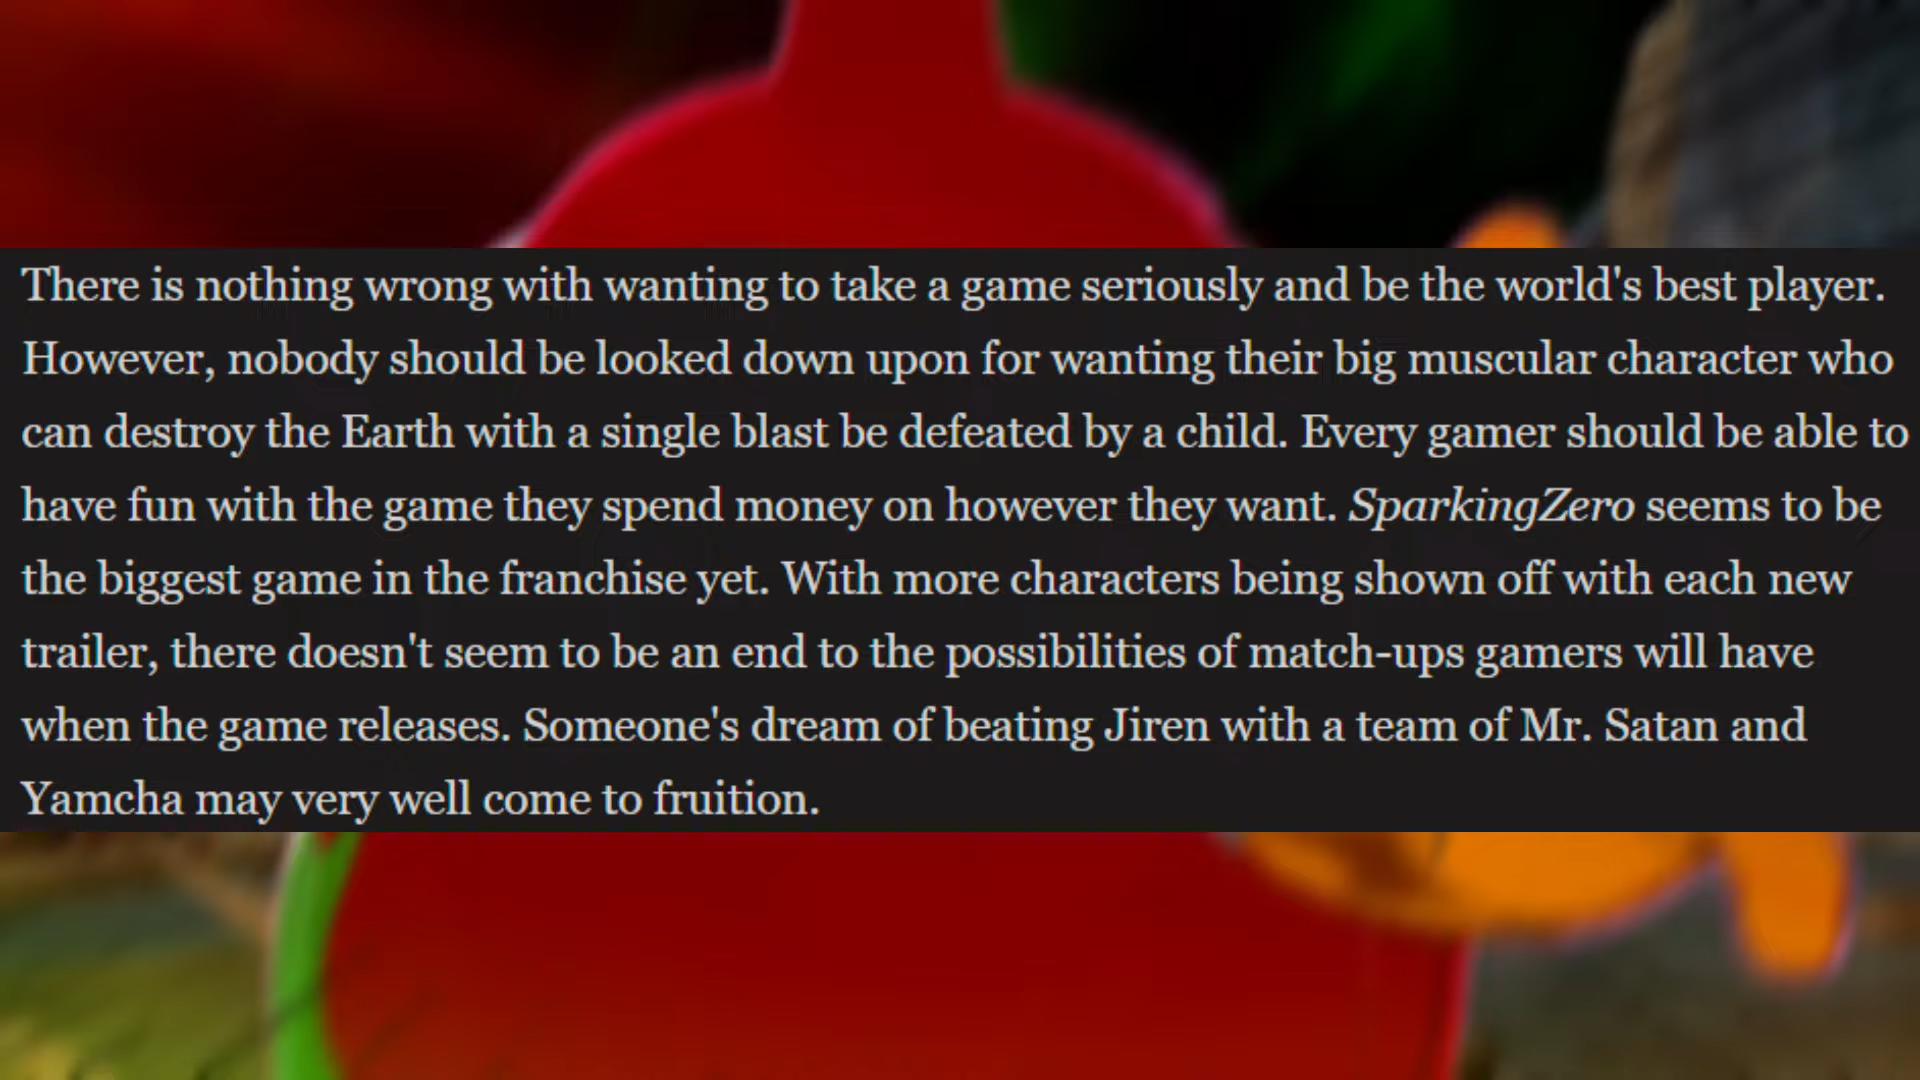 There is nothing wrong with wanting to take a game seriously and be the world's best player.
However, nobody should be looked down upon for wanting their big muscular character who
can destroy the Earth with a single blast be defeated by a child. Every gamer should be able to
have fun with the game they spend money on however they want. SparkingZero seems to be
the biggest game in the franchise yet. With more characters being shown off with each new
trailer, there doesn't seem to be an end to the possibilities of match-ups gamers will have
when the game releases. Someone's dream of beating Jiren with a team of Mr. Satan and
Yamcha may very well come to fruition.